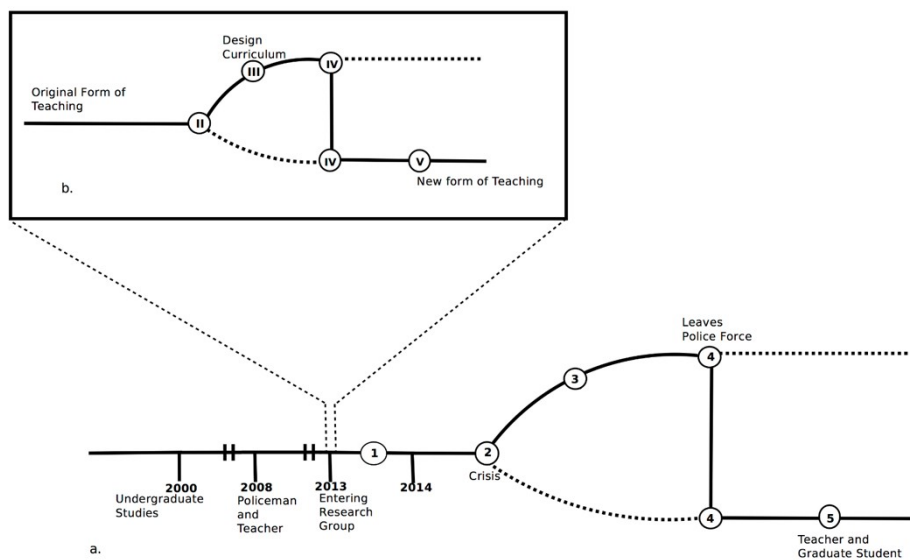 Design
Curriculum
III
IV
Original Form of
Teaching
II
IV
V
New form of Teaching
b.
Leaves
Police Force
4
3
1
2
Crisis
2000
2008
2013
2014
Undergraduate
Studies
Policeman
and
Teacher
Entering
Research
Group
4
5
Teacher and
Graduate Student
a.